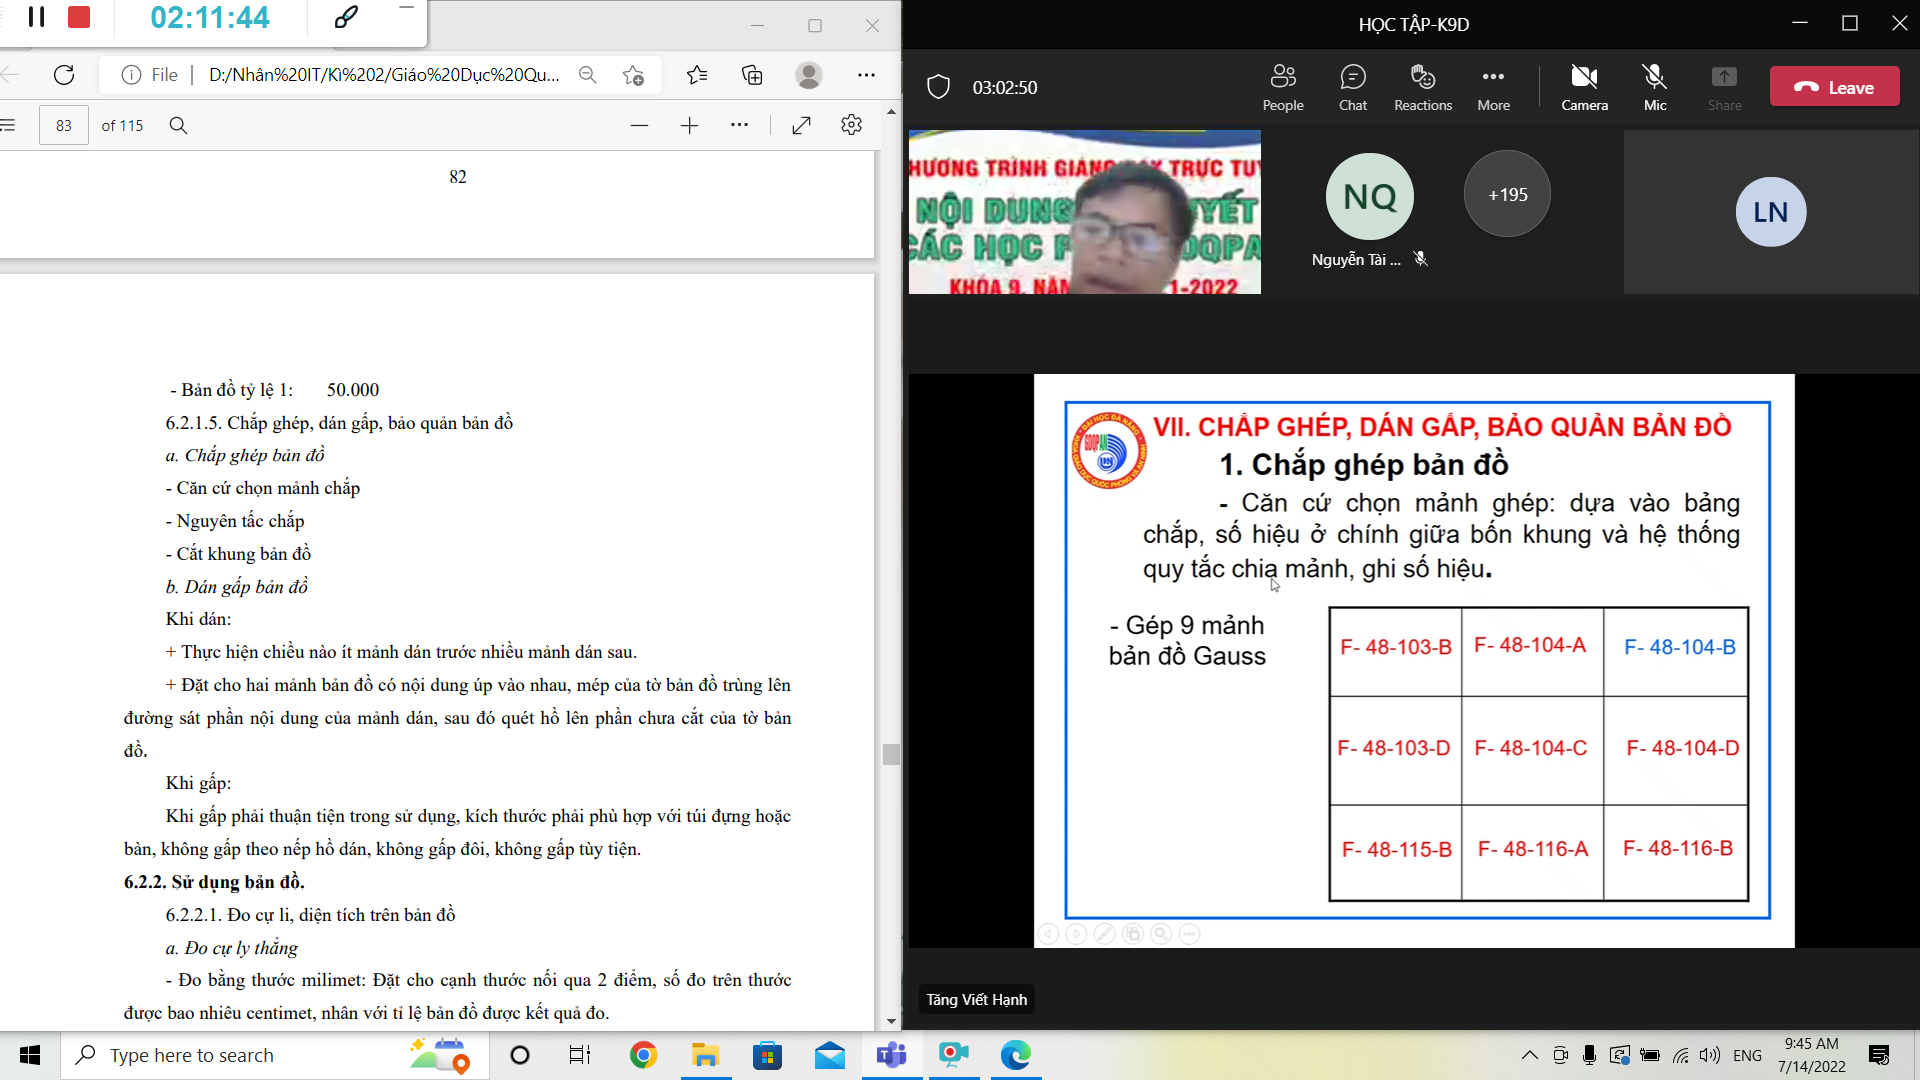 02:11:44
File
D:/Nhân%20IT/Kì%202/Giáo%20Dục%20Qu...
83 of 115
82
- Bản đồ tỷ lệ 1: 50.000
6.2.1.5. Chắp ghép, dán gấp, bảo quản bản đồ
a. Chắp ghép bản đồ
- Căn cứ chọn mảnh chắp
- Nguyên tấc chắp
- Cắt khung bản đồ
b. Dán gấp bản đồ
Khi dán:
+ Thực hiện chiều nào ít mảnh dán trước nhiều mảnh dán sau.
+ Đặt cho hai mảnh bản đồ có nội dung úp vào nhau, mép của tờ bản đồ trùng lên
đường sát phần nội dung của mảnh dán, sau đó quét hồ lên phần chưa cắt của tờ bản
đồ.
Khi gấp:
Khi gấp phải thuận tiện trong sử dụng, kích thước phải phù hợp với túi đựng hoặc
bàn, không gấp theo nếp hồ dán, không gấp đôi, không gấp tùy tiện.
6.2.2. Sử dụng bản đồ.
6.2.2.1. Đo cự li, diện tích trên bản đồ
a. Đo cự ly thẳng
- Đo bằng thước milimet: Đặt cho cạnh thước nối qua 2 điểm, số đo trên thước
được bao nhiêu centimet, nhân với tỉ lệ bản đồ được kết quả đo.
HỌC TẬP-K9D
03:02:50
People Chat Reactions More Camera Mic Share Leave
HƯƠNG TRÌNH GIẢNG TRỰC TUY
NỘI DUNG YẾT
CÁC HỌC P DQPA
KHÓA 9, NĂM 1-2022
NQ
Nguyễn Tài ...
+195
LN
VII. CHẮP GHÉP, DÁN GẤP, BẢO QUẢN BẢN ĐỒ
1. Chắp ghép bản đồ
- Căn cứ chọn mảnh ghép: dựa vào bảng
chắp, số hiệu ở chính giữa bốn khung và hệ thống
quy tắc chia mảnh, ghi số hiệu.
- Gép 9 mảnh
bản đồ Gauss
F- 48-103-B F- 48-104-A F- 48-104-B
F- 48-103-D F- 48-104-C F- 48-104-D
F- 48-115-B F- 48-116-A F- 48-116-B
Tăng Viết Hạnh
Type here to search
ENG
9:45 AM
7/14/2022